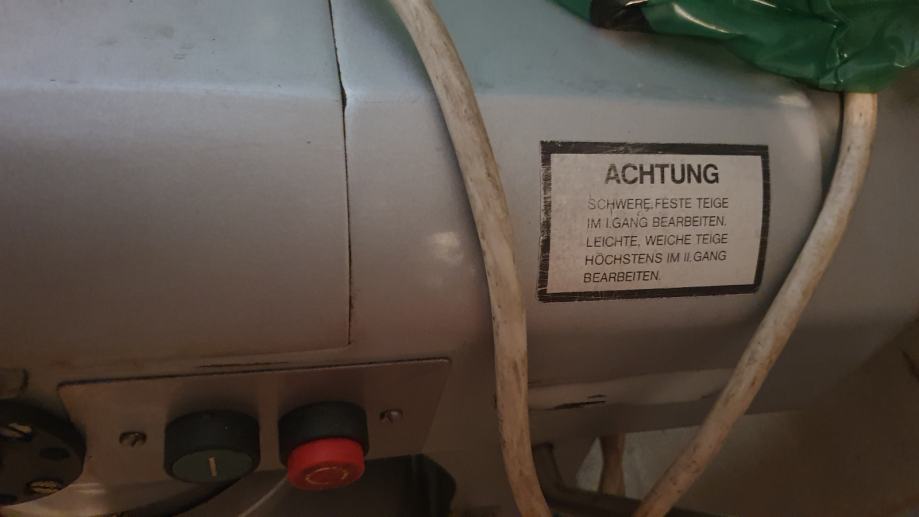 ACHTUNG
SCHWERE, FESTE TEIGE
IM I.GANG BEARBEITEN.
LEICHTE, WEICHE TEIGE
HÖCHSTENS IM II.GANG
BEARBEITEN.
I